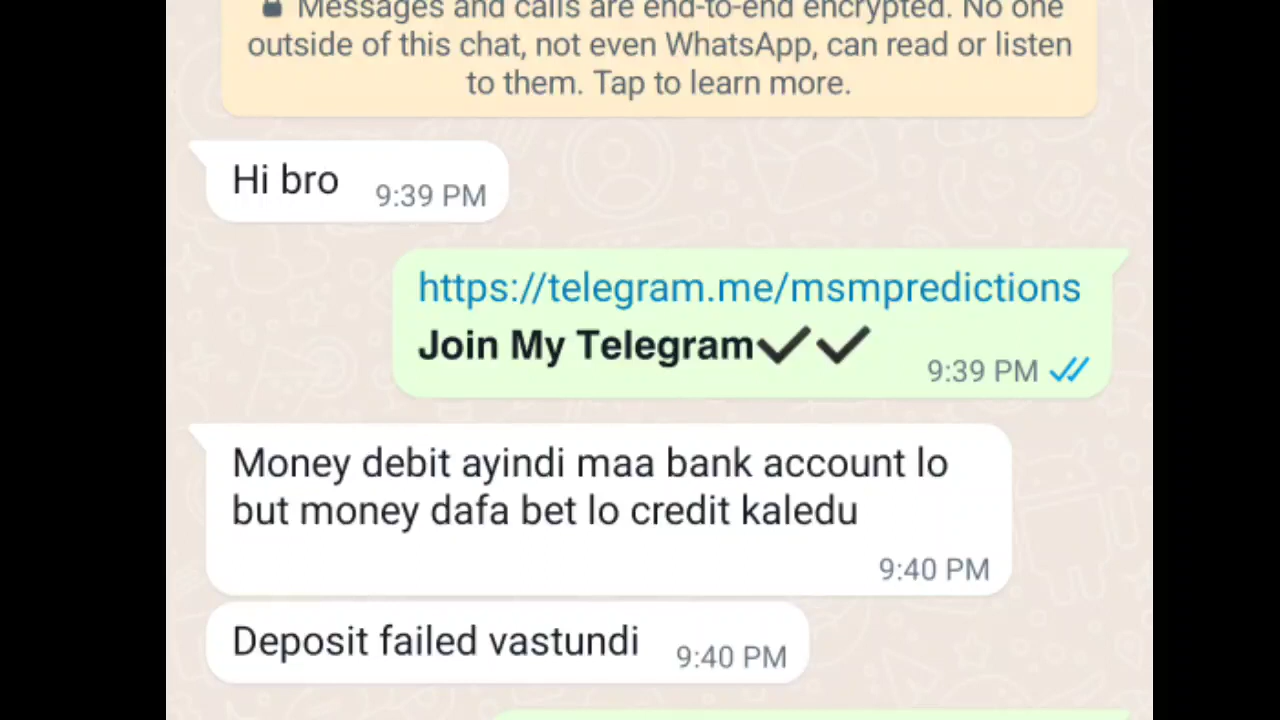 Messages and calls are end-to-end encrypted. No one
outside of this chat, not even WhatsApp, can read or listen
to them. Tap to learn more.
Hi bro 9:39 PM
https://telegram.me/msmpredictions
Join My Telegram✔✔ 9:39 PM
Money debit ayindi maa bank account lo
but money dafa bet lo credit kaledu
9:40 PM
Deposit failed vastundi 9:40 PM